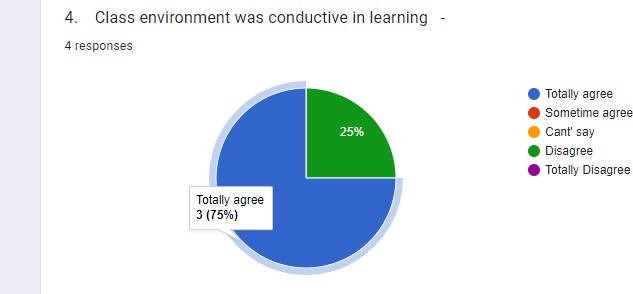 4. Class environment was conductive in learning -
4 responses
25%
Totally agree
3 (75%)
Totally agree
Sometime agree
Cant' say
Disagree
Totally Disagree